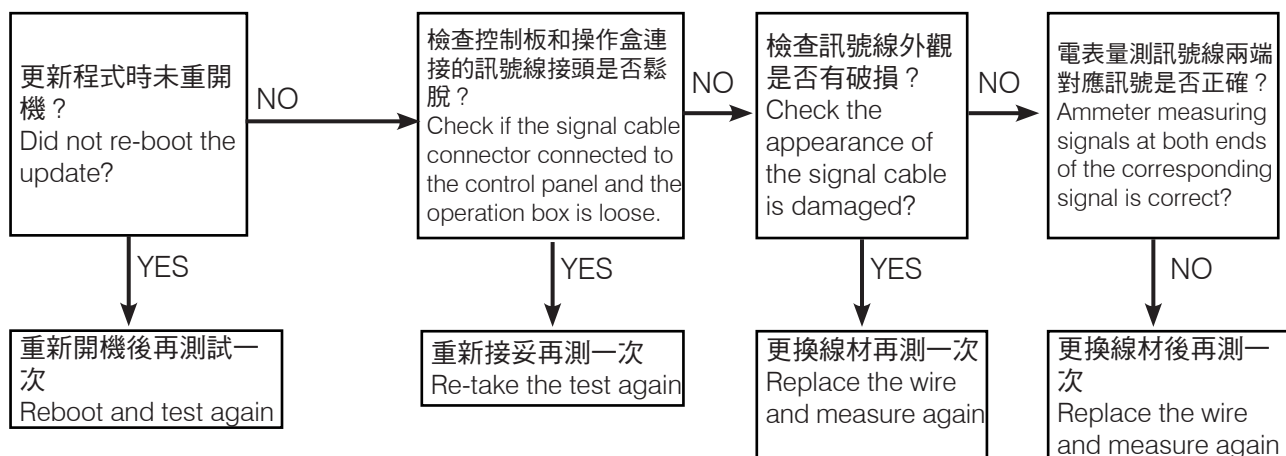 更新程式時未重開
機？
Did not re-boot the
update?
NO
檢查控制板和操作盒連
接的訊號線接頭是否鬆
脫？
Check if the signal cable
connector connected to
the control panel and the
operation box is loose.
NO
檢查訊號線外觀
是否有破損？
Check the
appearance of
the signal cable
is damaged?
NO
電表量測訊號線兩端
對應訊號是否正確？
Ammeter measuring
signals at both ends
of the corresponding
signal is correct?
YES
YES
YES
NO
重新開機後再測試一
次
Reboot and test again
重新接妥再測一次
Re-take the test again
更換線材再測一次
Replace the wire
and measure again
更換線材後再測一
次
Replace the wire
and measure again